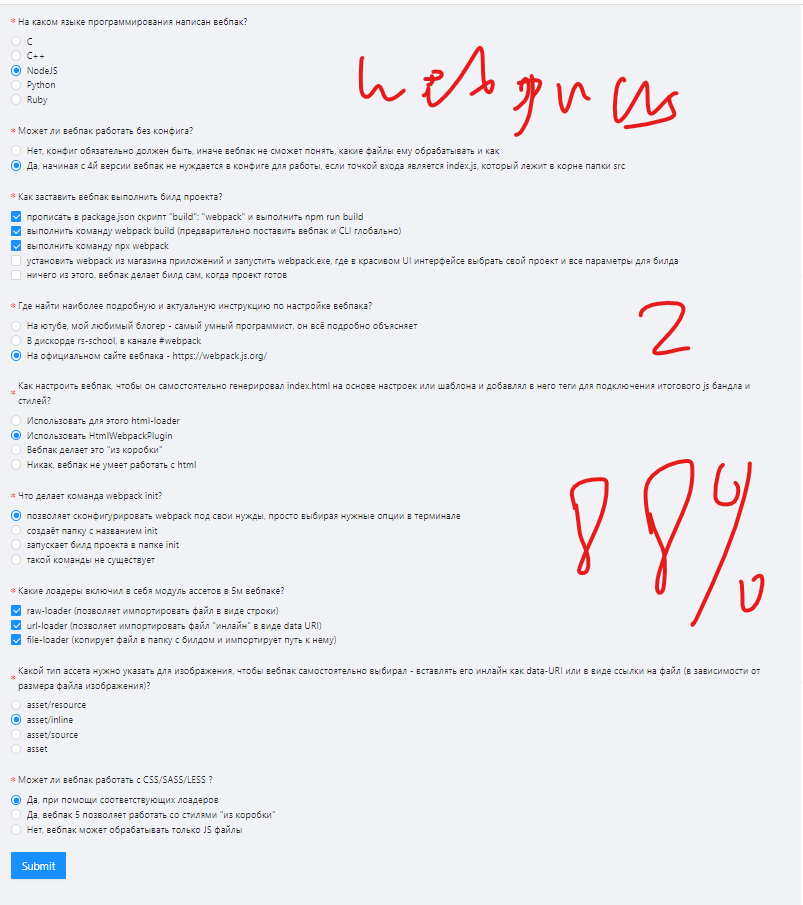 * На каком языке программирования написан вебпак?
C
C++
NodeJS
Python
Ruby
* Может ли вебпак работать без конфига?
Нет, конфиг обязательно должен быть, иначе вебпак не сможет понять, какие файлы ему обрабатывать и как
Да, начиная с 4й версии вебпак не нуждается в конфиге для работы, если точкой входа является index.js, который лежит в корне папки src
* Как заставить вебпак выполнить билд проекта?
прописать в package.json скрипт "build": "webpack" и выполнить npm run build
выполнить команду webpack build (предварительно поставить вебпак и CLI глобально)
выполнить команду npx webpack
установить webpack из магазина приложений и запустить webpack.exe, где в красивом UI интерфейсе выбрать свой проект и все параметры для билда
ничего из этого. вебпак делает билд сам, когда проект готов
* Где найти наиболее подробную и актуальную инструкцию по настройке вебпака?
На ютубе, мой любимый блогер - самый умный программист, он всё подробно объясняет
В дискорде rs-school, в канале #webpack
На официальном сайте вебпака - https://webpack.js.org/
2
* Как настроить вебпак, чтобы он самостоятельно генерировал index.html на основе настроек или шаблона и добавлял в него теги для подключения итогового js бандла и
стилей?
Использовать для этого html-loader
Использовать HtmlWebpackPlugin
Вебпак делает это "из коробки"
Никак, вебпак не умеет работать с html
* Что делает команда webpack init?
позволяет сконфигурировать webpack под свои нужды, просто выбирая нужные опции в терминале
создаёт папку с названием init
запускает билд проекта в папке init
такой команды не существует
88%
* Какие лоадеры включил в себя модуль ассетов в 5м вебпаке?
raw-loader (позволяет импортировать файл в виде строки)
url-loader (позволяет импортировать файл "инлайн" в виде data URI)
file-loader (копирует файл в папку с билдом и импортирует путь к нему)
* Какой тип ассета нужно указать для изображения, чтобы вебпак самостоятельно выбирал - вставлять его инлайн как data-URI или в виде ссылки на файл (в зависимости от
размера файла изображения)?
asset/resource
asset/inline
asset/source
asset
* Может ли вебпак работать с CSS/SASS/LESS ?
Да, при помощи соответствующих лоадеров
Да, вебпак 5 позволяет работать со стилями "из коробки"
Нет, вебпак может обрабатывать только JS файлы
Submit